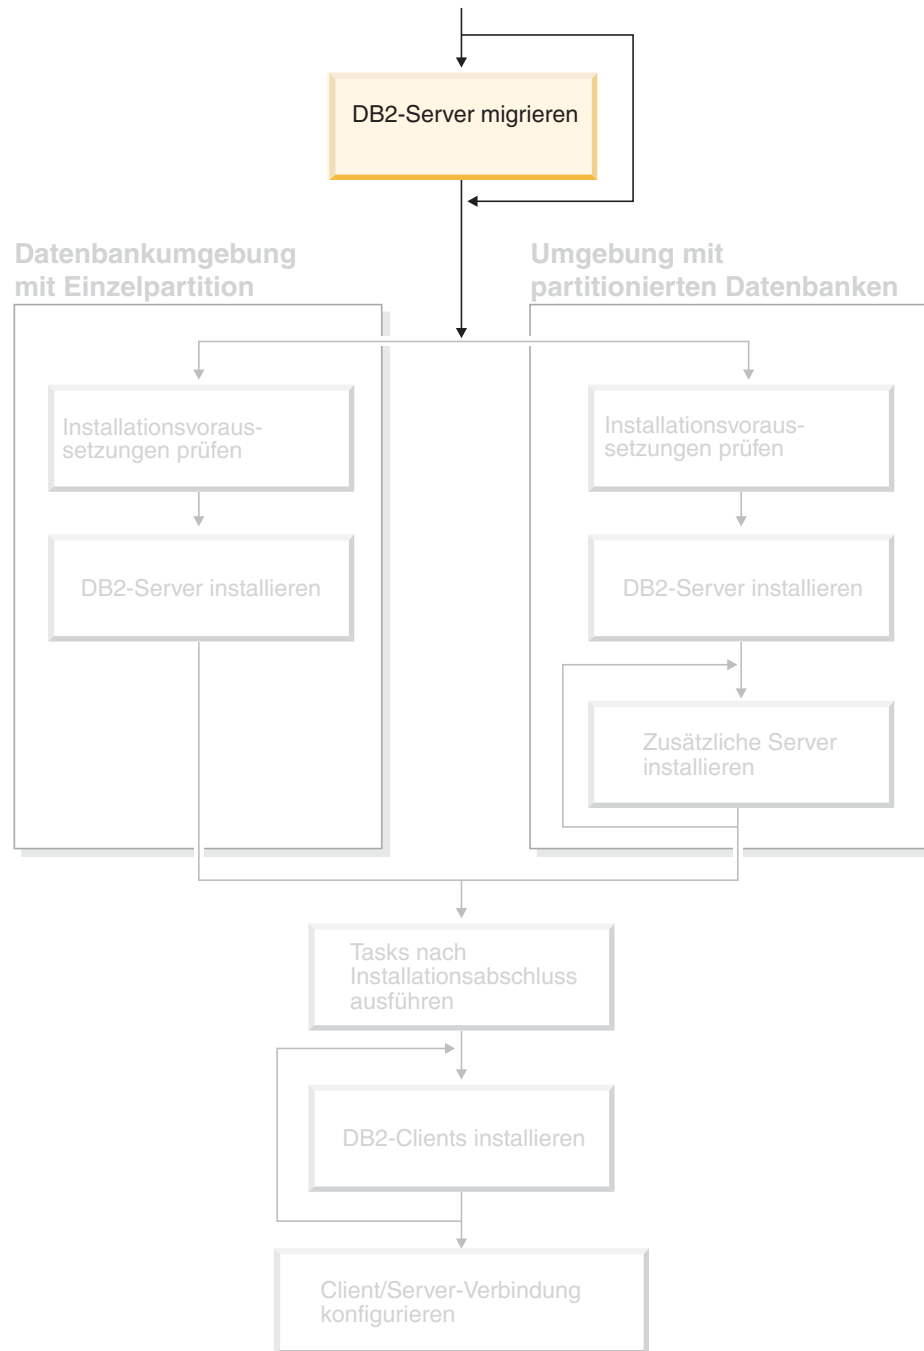 DB2-Server migrieren
Datenbankumgebung
mit Einzelpartition
Umgebung mit
partitionierten Datenbanken
Installationsvoraus-
setzungen prüfen
DB2-Server installieren
Installationsvoraus-
setzungen prüfen
DB2-Server installieren
Zusätzliche Server
installieren
Tasks nach
Installationsabschluss
ausführen
DB2-Clients installieren
Client/Server-Verbindung
konfigurieren